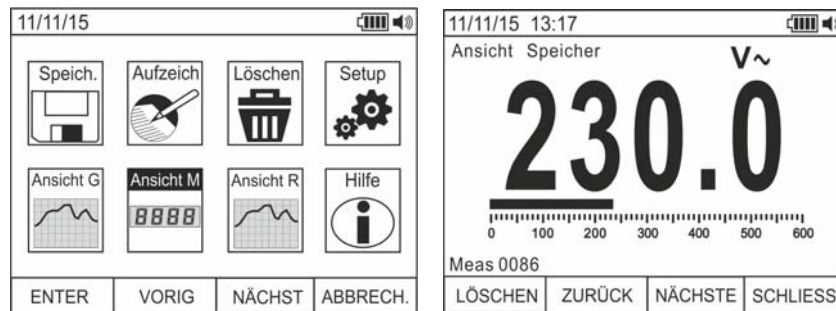 11/11/15
Speich. Aufzeich Löschen Setup
Ansicht G Ansicht M Ansicht R Hilfe
8888
ENTER VORIG NÄCHST ABBRECH.
11/11/15 13:17
Ansicht Speicher
V~
230.0
0 100 200 300 400 500 600
Meas 0086
LÖSCHEN ZURÜCK NÄCHSTE SCHLIESS